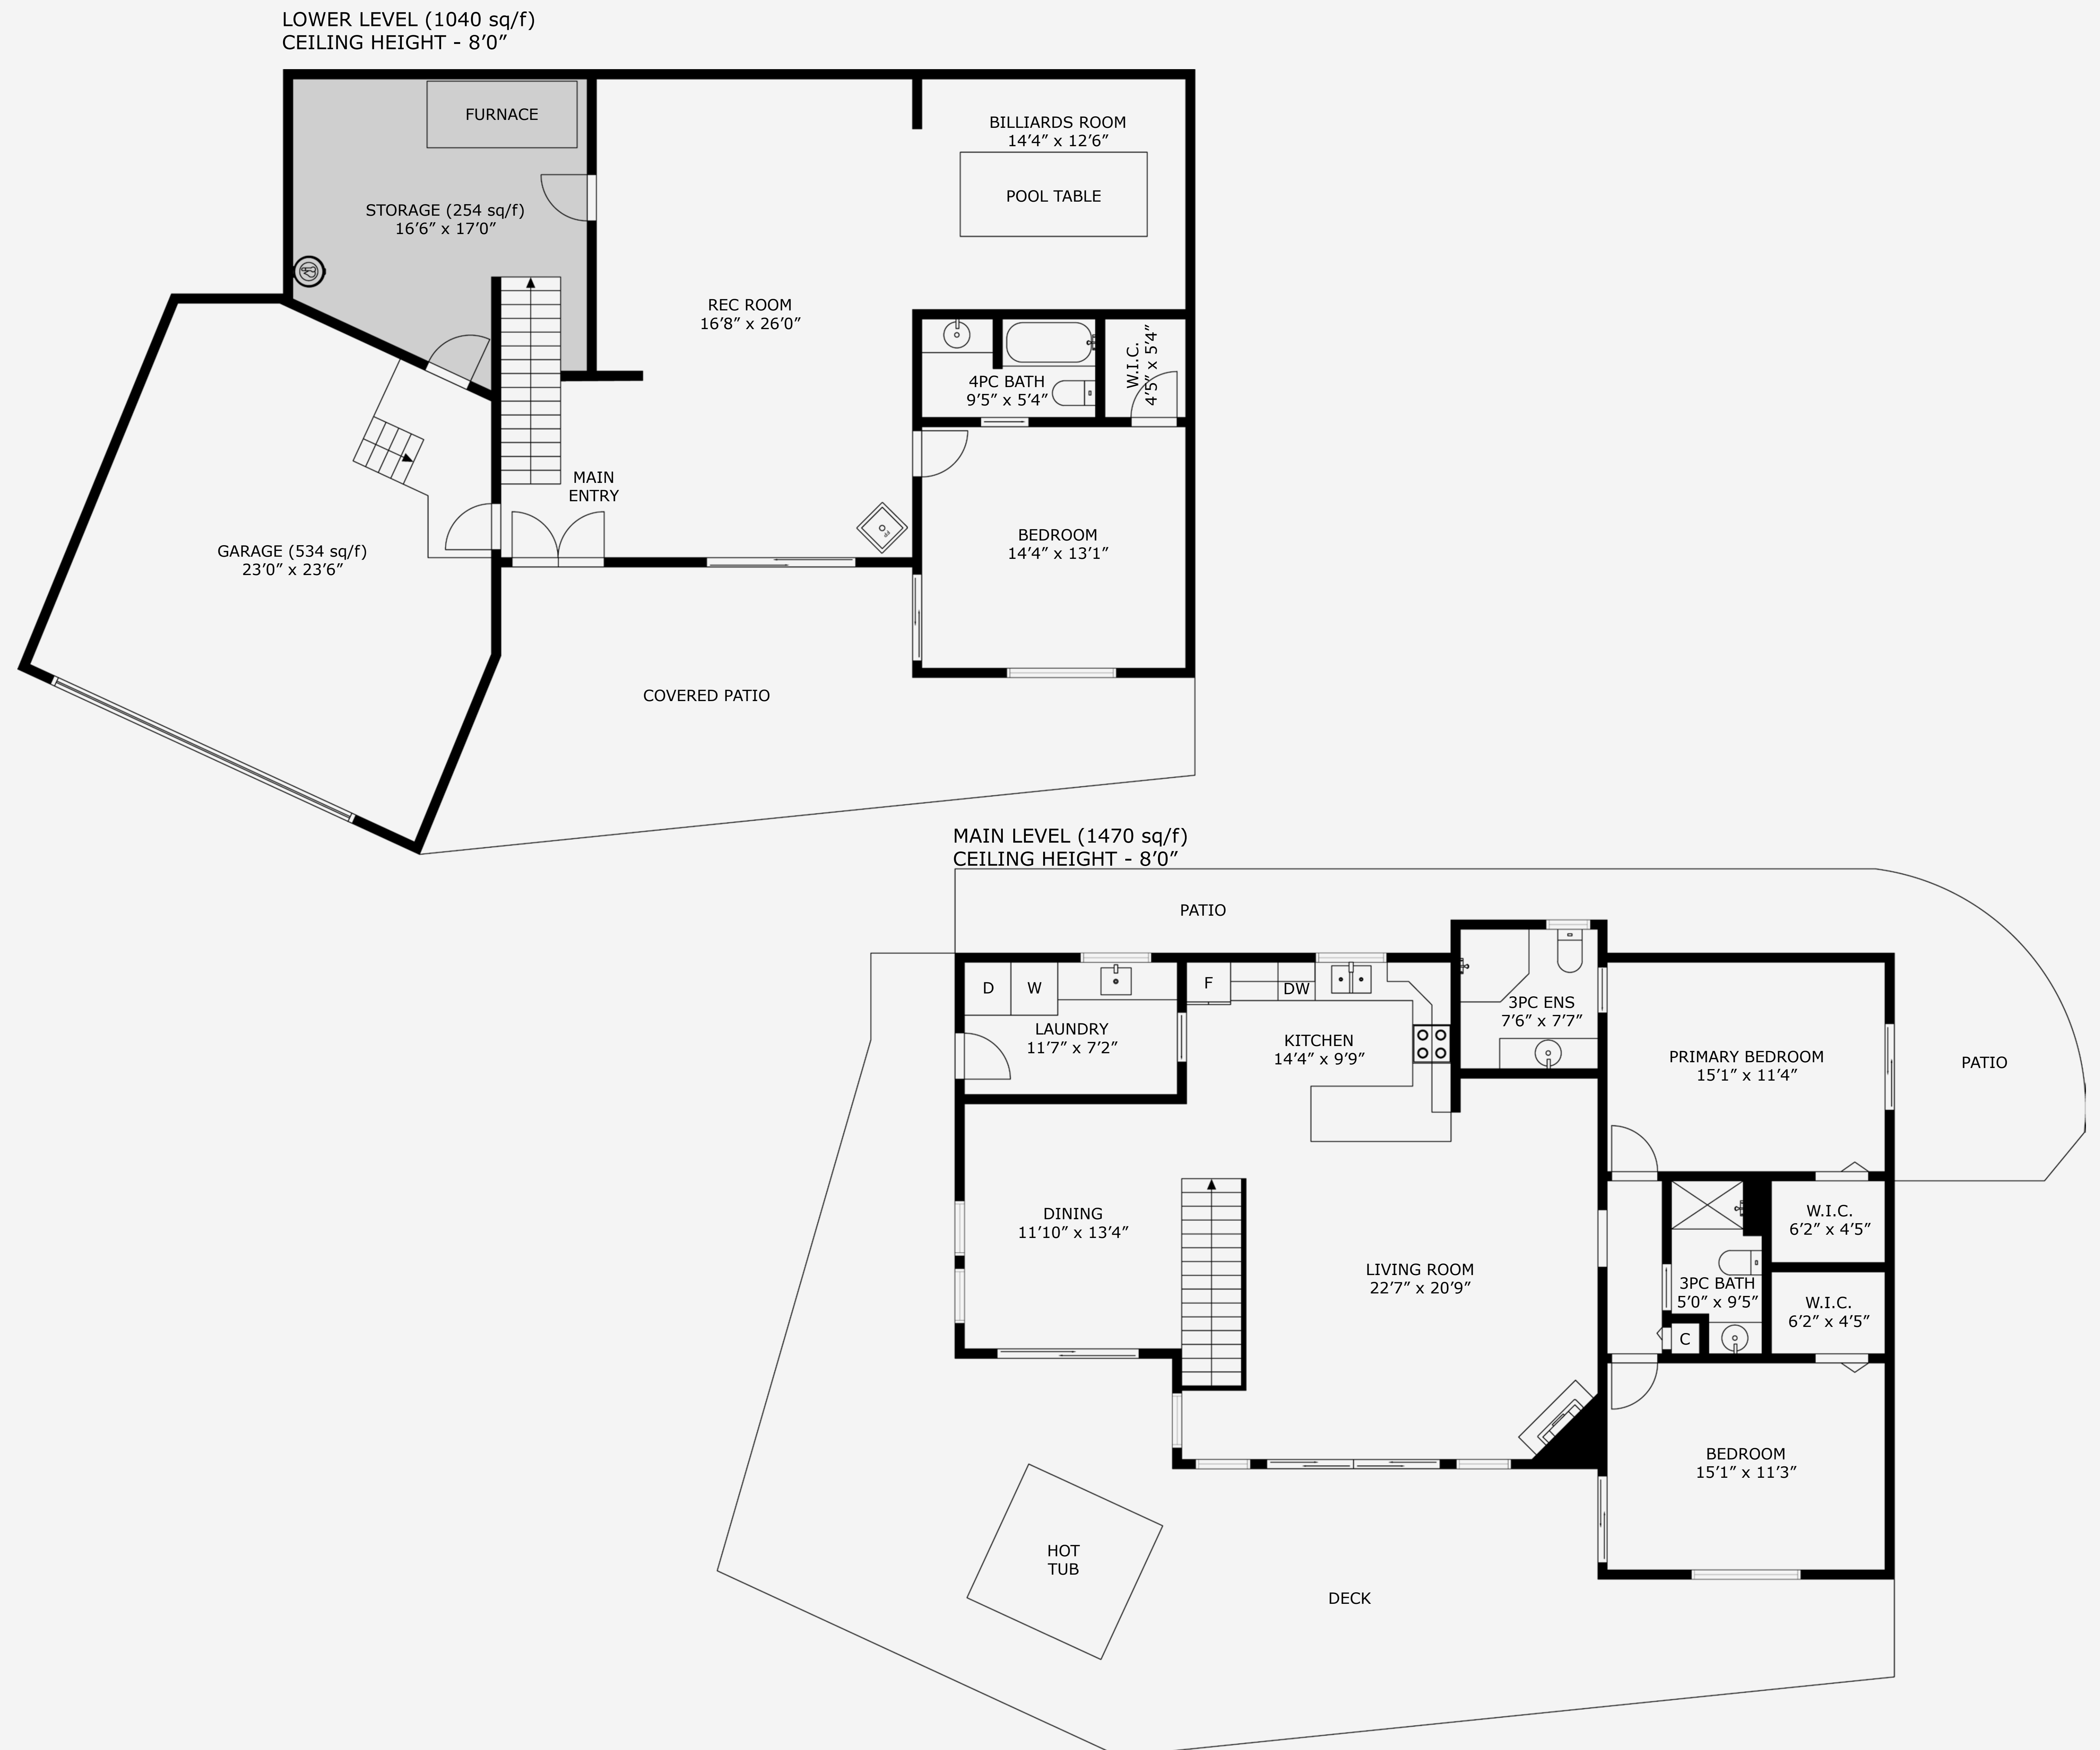 LOWER LEVEL (1040 sq/f)
CEILING HEIGHT - 8’0”
FURNACE
STORAGE (254 sq/f)
16’6” x 17’0”
BILLIARDS ROOM
14’4” x 12’6”
POOL TABLE
REC ROOM
16’8” x 26’0”
4PC BATH
9’5” x 5’4”
W.I.C.
4’5” x 5’4”
MAIN
ENTRY
BEDROOM
14’4” x 13’1”
GARAGE (534 sq/f)
23’0” x 23’6”
COVERED PATIO
MAIN LEVEL (1470 sq/f)
CEILING HEIGHT - 8’0”
PATIO
D
W
LAUNDRY
11’7” x 7’2”
F
DW
KITCHEN
14’4” x 9’9”
3PC ENS
7’6” x 7’7”
PRIMARY BEDROOM
15’1” x 11’4”
PATIO
DINING
11’10” x 13’4”
LIVING ROOM
22’7” x 20’9”
W.I.C.
6’2” x 4’5”
3PC BATH
5’0” x 9’5”
W.I.C.
6’2” x 4’5”
C
BEDROOM
15’1” x 11’3”
HOT
TUB
DECK